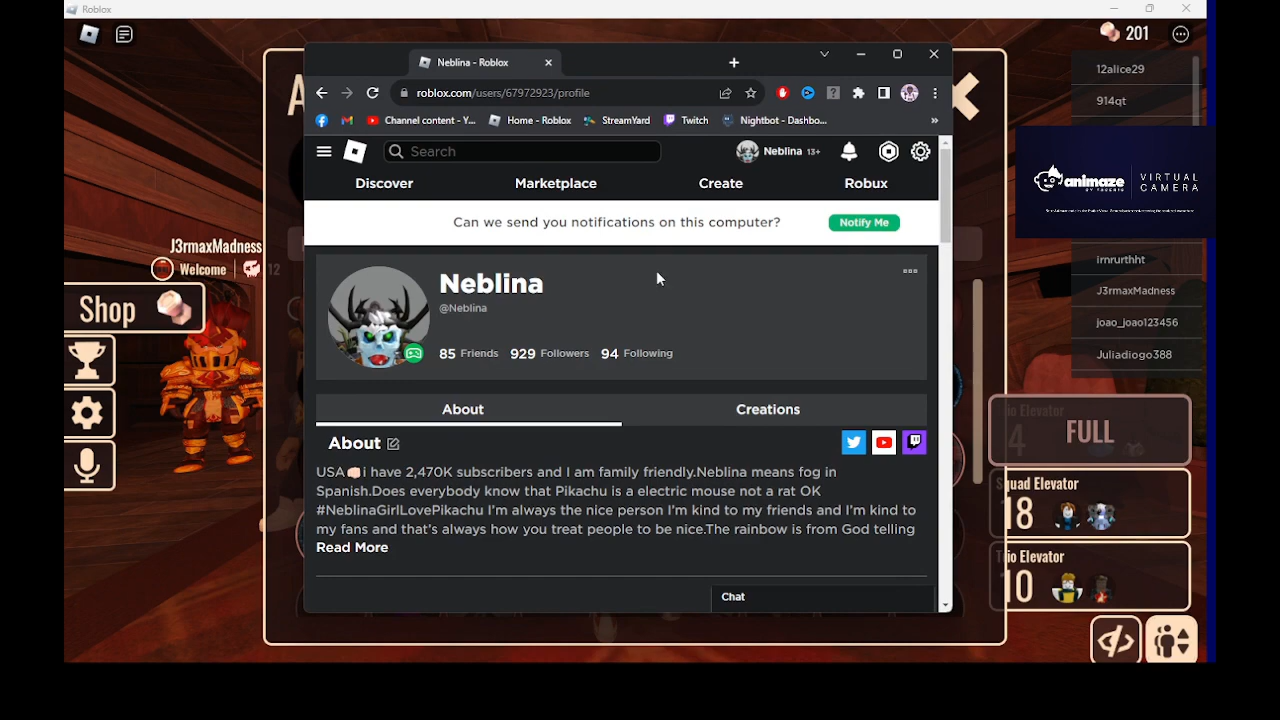 Roblox
201
12alice29
914qt
Neblina - Roblox
roblox.com/users/67972923/profile
Channel content - Y...
Home - Roblox
StreamYard
Twitch
Nightbot - Dashbo...
Search
Neblina 13+
Discover
Marketplace
Create
Robux
animaze
VIRTUAL
CAMERA
Can we send you notifications on this computer?
Notify Me
J3rmaxMadness
Welcome
12
Shop
Neblina
@Neblina
85 Friends 929 Followers 94 Following
irnrurthht
J3rmaxMadness
joao_joao123456
Juliadiogo388
About
Creations
FULL
About
USA👊🏻i have 2,470K subscribers and I am family friendly.Neblina means fog in
Spanish.Does everybody know that Pikachu is a electric mouse not a rat OK
#NeblinaGirlLovePikachu I'm always the nice person I'm kind to my friends and I'm kind to
my fans and that's always how you treat people to be nice.The rainbow is from God telling
Read More
Chat
Squad Elevator
18
Trio Elevator
10